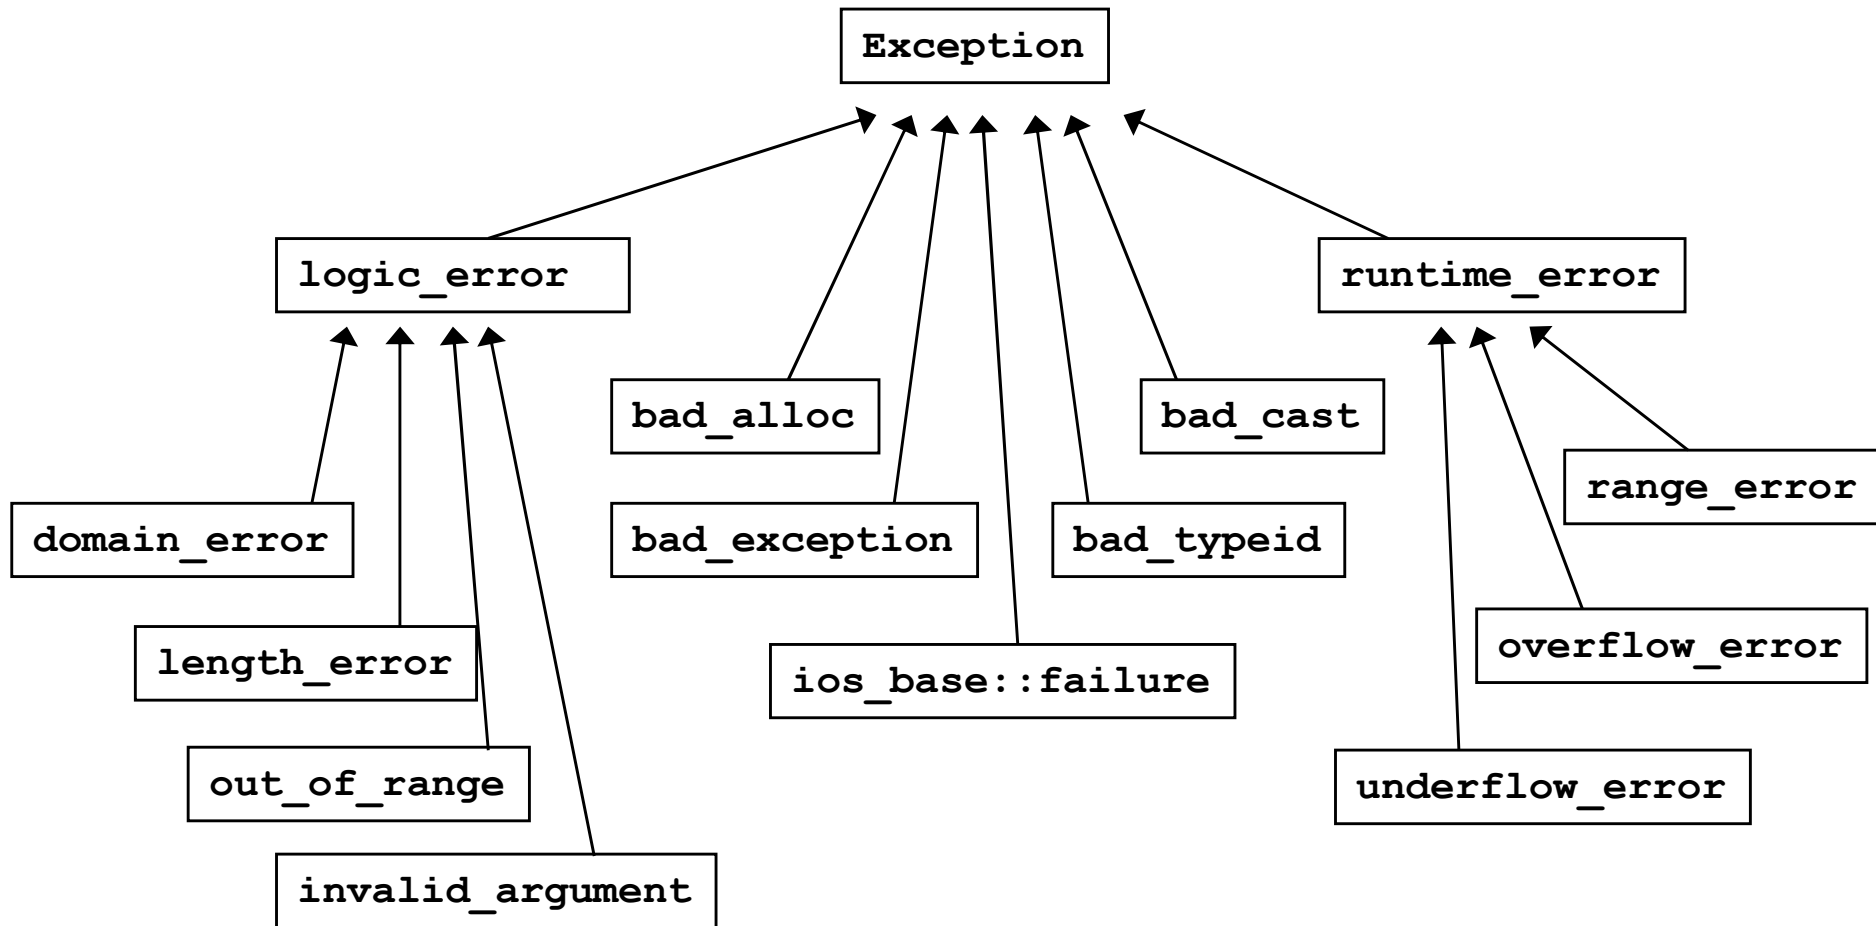 Exception
logic_error
runtime_error
bad_alloc
bad_cast
range_error
domain_error
bad_exception
bad_typeid
length_error
ios_base::failure
overflow_error
out_of_range
underflow_error
invalid_argument